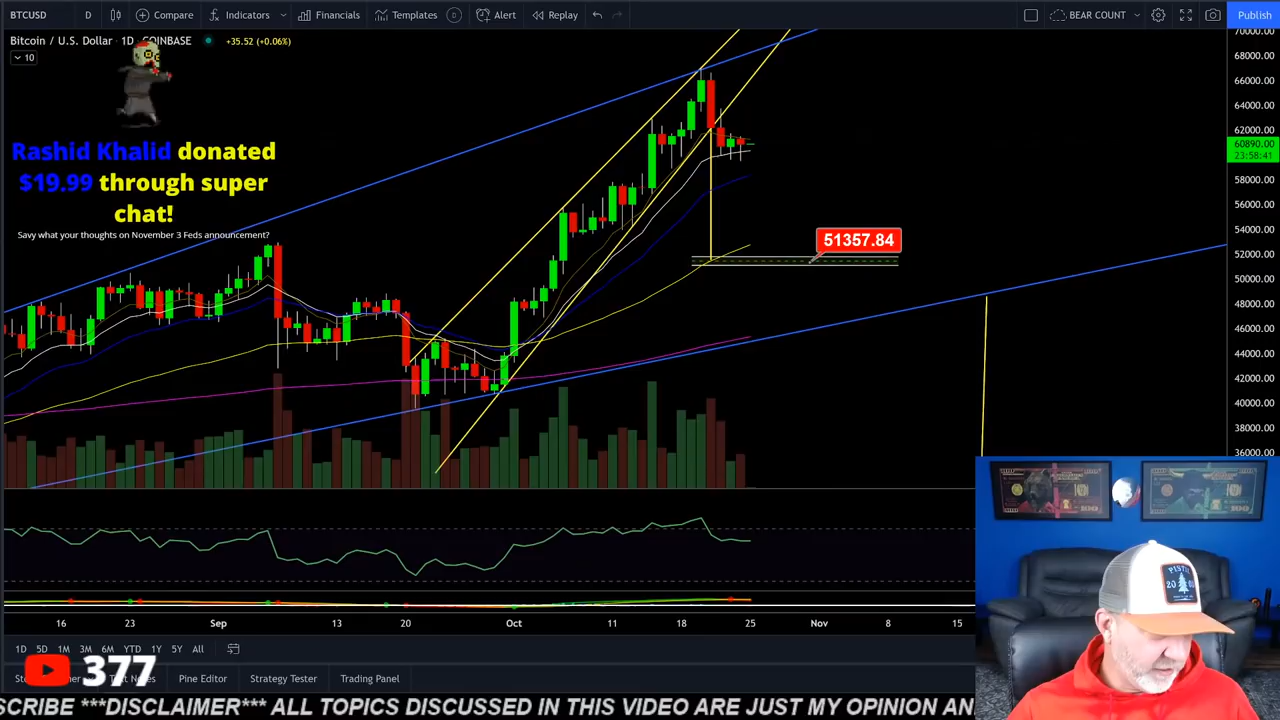 BTCUSD D Compare Indicators Financials Templates Alert Replay BEAR COUNT Publish
Bitcoin / U.S. Dollar 1D COINBASE +35.52 (+0.06%)
10
Rashid Khalid donated
$19.99 through super
chat!
Savy what your thoughts on November 3 Feds announcement?
51357.84
70000.00
68000.00
66000.00
64000.00
62000.00
60890.00
23:58:41
58000.00
56000.00
54000.00
52000.00
50000.00
48000.00
46000.00
44000.00
42000.00
40000.00
38000.00
36000.00
16 23 Sep 13 20 Oct 11 18 25 Nov 8 15
1D 5D 1M 3M 6M YTD 1Y 5Y All
377
Pine Editor Strategy Tester Trading Panel
SCRIBE ***DISCLAIMER*** ALL TOPICS DISCUSSED IN THIS VIDEO ARE JUST MY OPINION AN